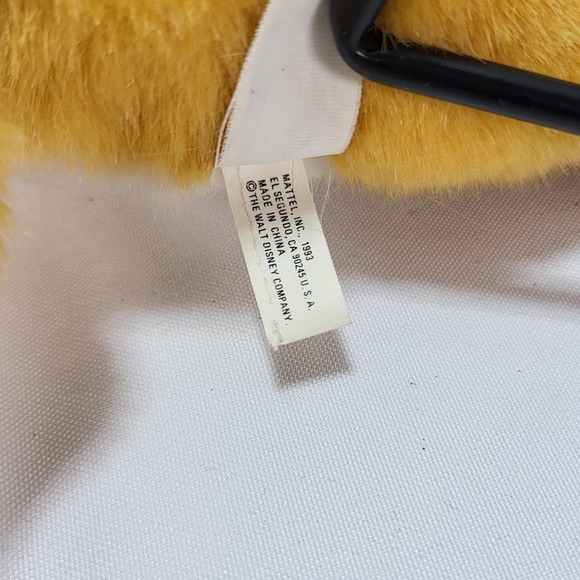 MATTEL, INC., 1993
EL SEGUNDO, CA 90245 U.S.A.
MADE IN CHINA
©THE WALT DISNEY COMPANY.